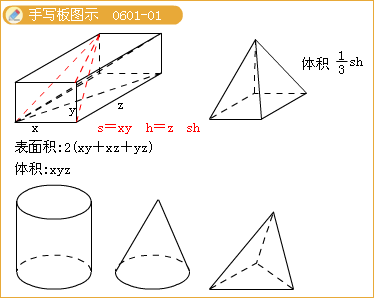 手写板图示 0601-01
体积 1/3 sh
x
y
z
s=xy h=z sh
表面积:2(xy+xz+yz)
体积:xyz